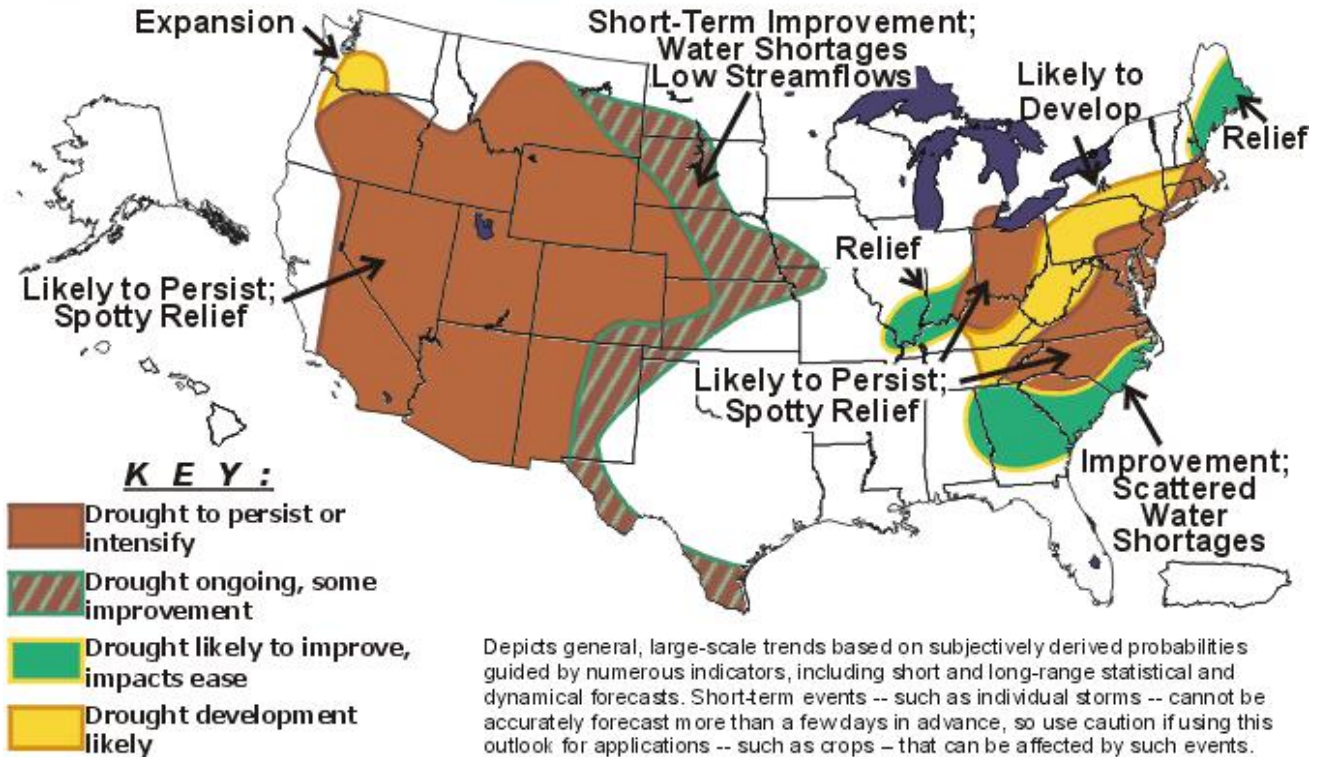 Expansion
Short-Term Improvement;
Water Shortages
Low Streamflows
Likely to
Develop
Relief
Relief
Likely to Persist;
Spotty Relief
Likely to Persist;
Spotty Relief
Improvement;
Scattered
Water
Shortages
K E Y :
Drought to persist or
intensify
Drought ongoing, some
improvement
Drought likely to improve,
impacts ease
Drought development
likely
Depicts general, large-scale trends based on subjectively derived probabilities
guided by numerous indicators, including short and long-range statistical and
dynamical forecasts. Short-term events -- such as individual storms -- cannot be
accurately forecast more than a few days in advance, so use caution if using this
outlook for applications -- such as crops – that can be affected by such events.